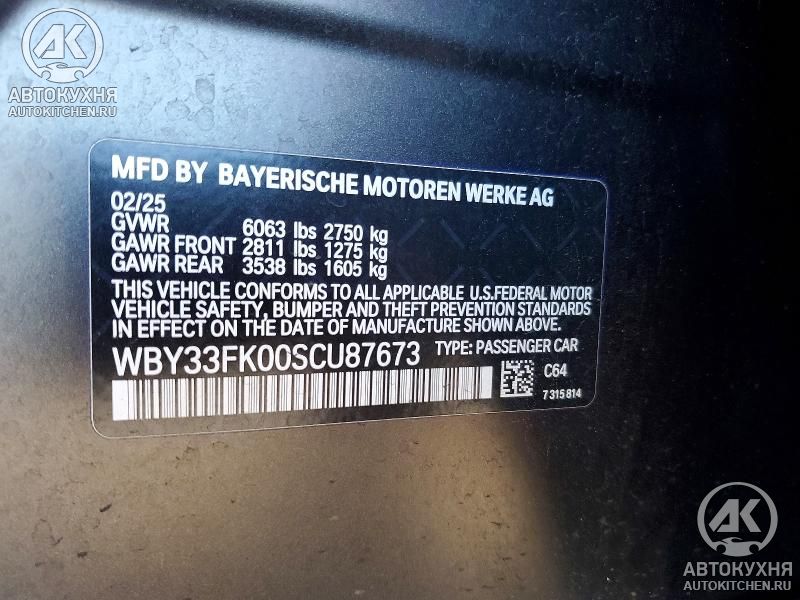 АК
АВТОКУХНЯ
AUTOKITCHEN.RU
MFD BY BAYERISCHE MOTOREN WERKE AG
02/25
GVWR 6063 lbs 2750 kg
GAWR FRONT 2811 lbs 1275 kg
GAWR REAR 3538 lbs 1605 kg
THIS VEHICLE CONFORMS TO ALL APPLICABLE U.S.FEDERAL MOTOR
VEHICLE SAFETY, BUMPER AND THEFT PREVENTION STANDARDS
IN EFFECT ON THE DATE OF MANUFACTURE SHOWN ABOVE.
WBY33FK00SCU87673 TYPE: PASSENGER CAR
C64
7315814
АК
АВТОКУХНЯ
AUTOKITCHEN.RU